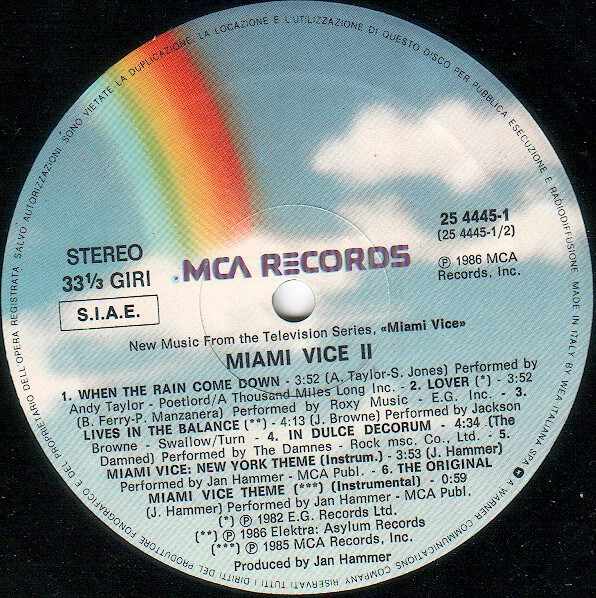 SALVO AUTORIZZAZIONI SONO VIETATE LA DUPLICAZIONE, LA LOCAZIONE E L'UTILIZZAZIONE DI QUESTO DISCO PER PUBBLICA ESECUZIONE E RADIODIFFUSIONE. MADE IN ITALY BY WEA ITALIANA SPA
A WARNER COMMUNICATIONS COMPANY RISERVATI TUTTI I DIRITTI DEL PRODUTTORE FONOGRAFICO E DEL PROPRIETARIO DELL'OPERA REGISTRATA
STEREO
33 1/3 GIRI
S.I.A.E.
MCA RECORDS
25 4445-1
(25 4445-1/2)
℗ 1986 MCA
Records, Inc.
New Music From the Television Series, «Miami Vice»
MIAMI VICE II
1. WHEN THE RAIN COME DOWN - 3:52 (A. Taylor-S. Jones) Performed by
Andy Taylor - Poetlord/A Thousand Miles Long Inc. - 2. LOVER (*) - 3:52
(B. Ferry-P. Manzanera) Performed by Roxy Music - E.G. Inc. - 3.
LIVES IN THE BALANCE (**) - 4:13 (J. Browne) Performed by Jackson
Browne - Swallow/Turn - 4. IN DULCE DECORUM - 4:34 (The
Damned) Performed by The Damnes - Rock msc. Co., Ltd. - 5.
MIAMI VICE: NEW YORK THEME (Instrum.) - 3:53 (J. Hammer)
Performed by Jan Hammer - MCA Publ. - 6. THE ORIGINAL
MIAMI VICE THEME (***) (Instrumental) - 0:59
(J. Hammer) Performed by Jan Hammer - MCA Publ.
(*) ℗ 1982 E.G. Records Ltd.
(**) ℗ 1986 Elektra: Asylum Records
(***) ℗ 1985 MCA Records, Inc.
Produced by Jan Hammer